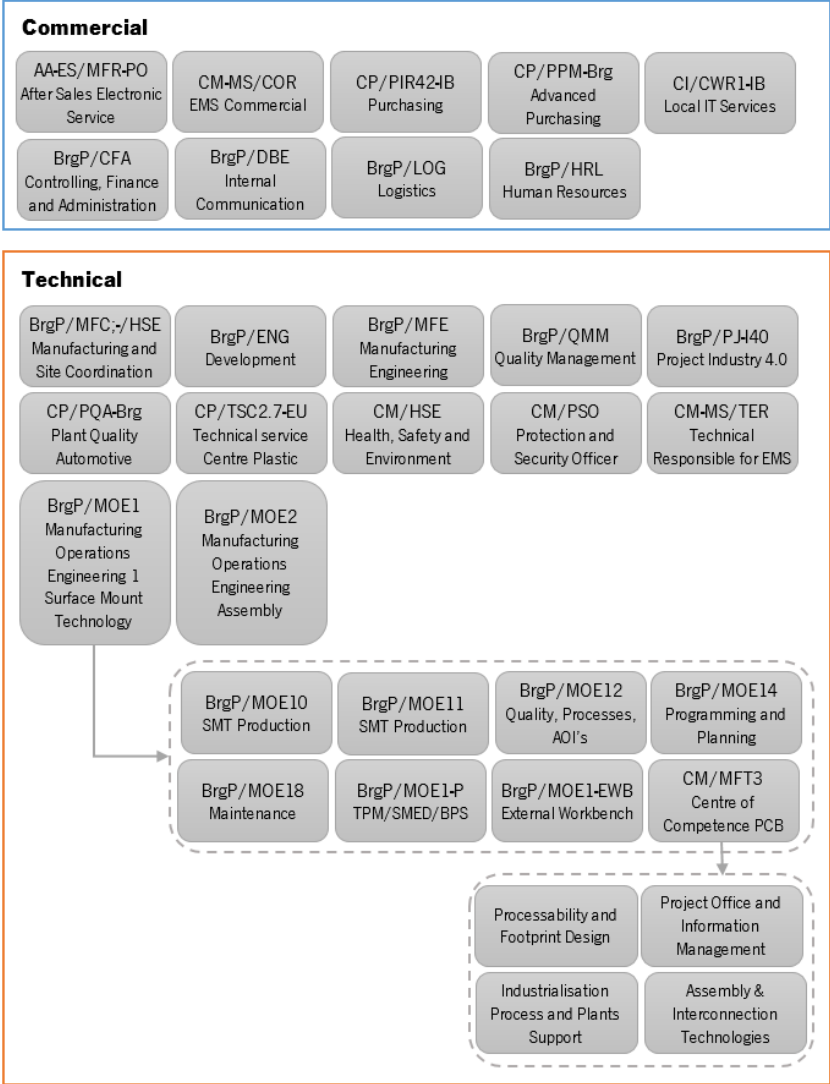 Commercial
AA-ES/MFR-PO
After Sales Electronic
Service
CM-MS/COR
EMS Commercial
CP/PIR42-IB
Purchasing
CP/PPM-Brg
Advanced
Purchasing
CI/CWR1-IB
Local IT Services
BrgP/CFA
Controlling, Finance
and Administration
BrgP/DBE
Internal
Communication
BrgP/LOG
Logistics
BrgP/HRL
Human Resources
Technical
BrgP/MFC;-/HSE
Manufacturing and
Site Coordination
BrgP/ENG
Development
BrgP/MFE
Manufacturing
Engineering
BrgP/QMM
Quality Management
BrgP/PJ-I40
Project Industry 4.0
CP/PQA-Brg
Plant Quality
Automotive
CP/TSC2.7-EU
Technical service
Centre Plastic
CM/HSE
Health, Safety and
Environment
CM/PSO
Protection and
Security Officer
CM-MS/TER
Technical
Responsible for EMS
BrgP/MOE1
Manufacturing
Operations
Engineering 1
Surface Mount
Technology
BrgP/MOE2
Manufacturing
Operations
Engineering
Assembly
BrgP/MOE10
SMT Production
BrgP/MOE11
SMT Production
BrgP/MOE12
Quality, Processes,
AOI's
BrgP/MOE14
Programming and
Planning
BrgP/MOE18
Maintenance
BrgP/MOE1-P
TPM/SMED/BPS
BrgP/MOE1-EWB
External Workbench
CM/MFT3
Centre of
Competence PCB
Processability and
Footprint Design
Project Office and
Information
Management
Industrialisation
Process and Plants
Support
Assembly &
Interconnection
Technologies